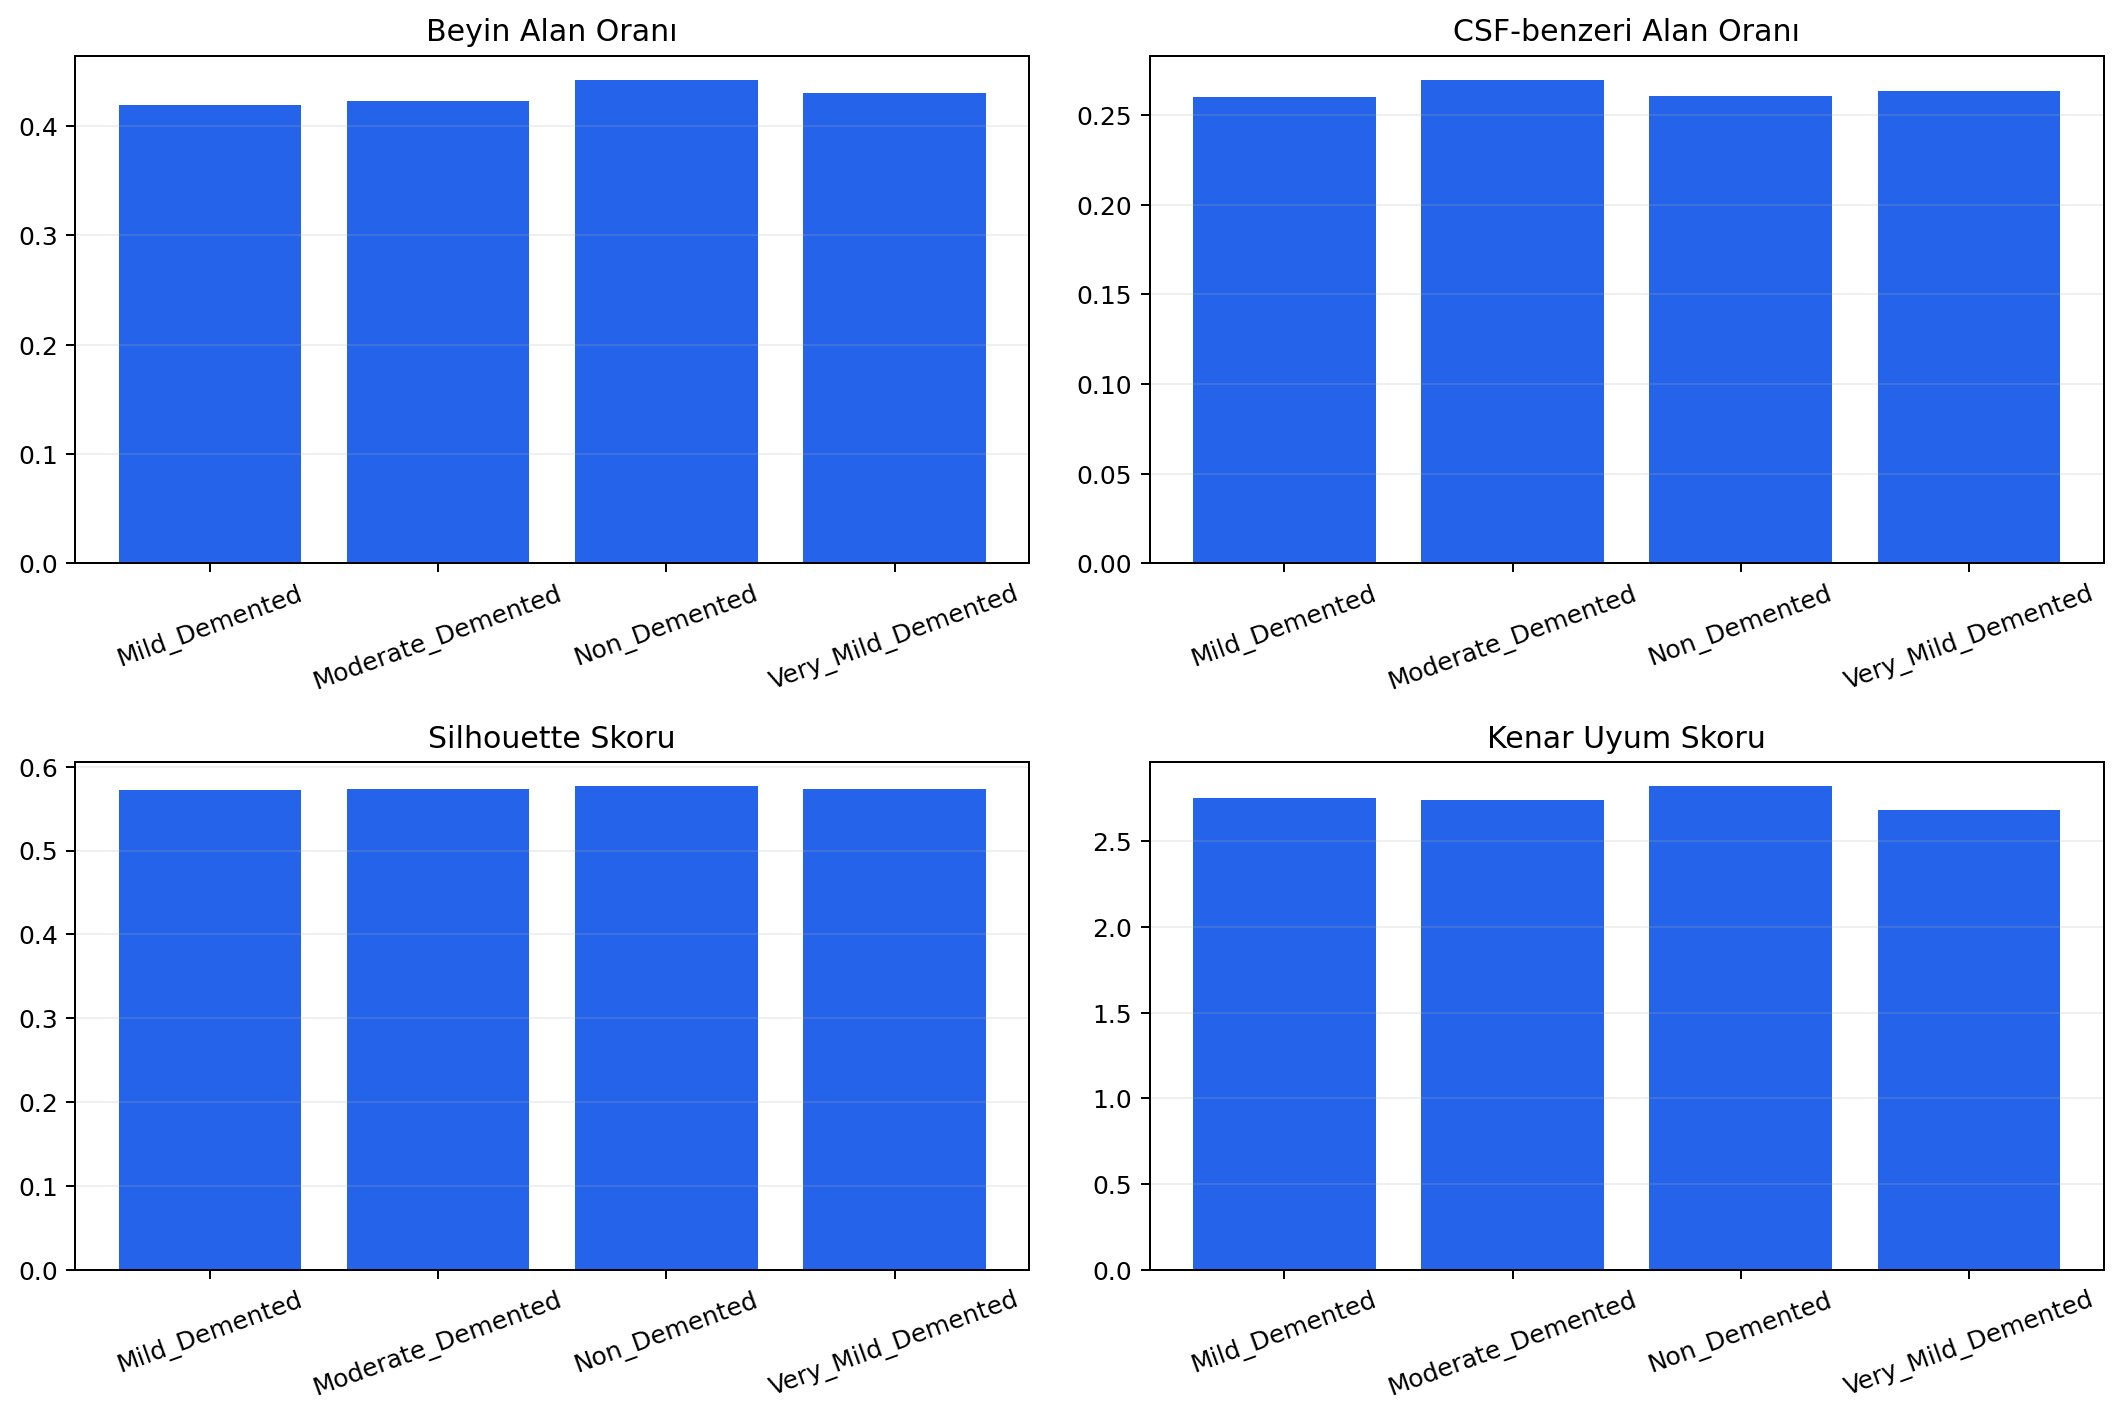 Beyin Alan Oranı
0.4
0.3
0.2
0.1
0.0
Mild_Demented
Moderate_Demented
Non_Demented
Very_Mild_Demented
CSF-benzeri Alan Oranı
0.25
0.20
0.15
0.10
0.05
0.00
Mild_Demented
Moderate_Demented
Non_Demented
Very_Mild_Demented
Silhouette Skoru
0.6
0.5
0.4
0.3
0.2
0.1
0.0
Mild_Demented
Moderate_Demented
Non_Demented
Very_Mild_Demented
Kenar Uyum Skoru
2.5
2.0
1.5
1.0
0.5
0.0
Mild_Demented
Moderate_Demented
Non_Demented
Very_Mild_Demented